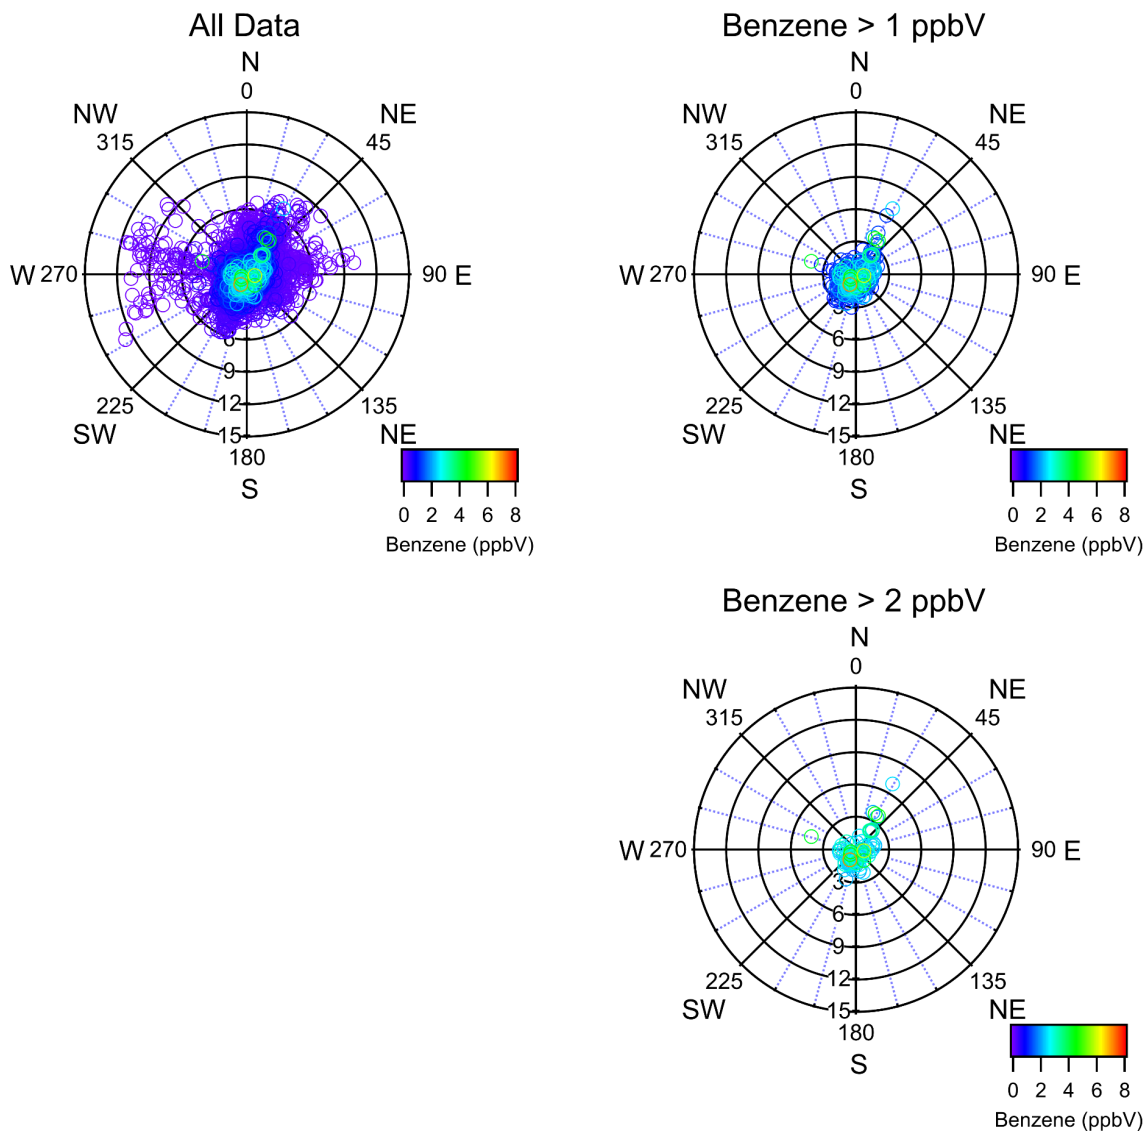 All Data
N
0
NW
NE
315
45
W 270
90 E
6
9
12
15
225
SW
NE
180
S
0 2 4 6 8
Benzene (ppbV)
Benzene > 1 ppbV
N
0
NW
NE
315
45
W 270
90 E
3
6
9
12
15
225
135
SW
NE
180
S
0 2 4 6 8
Benzene (ppbV)
135
Benzene > 2 ppbV
N
0
NW
NE
315
45
W 270
90 E
3
6
9
12
15
225
135
SW
NE
180
S
0 2 4 6 8
Benzene (ppbV)